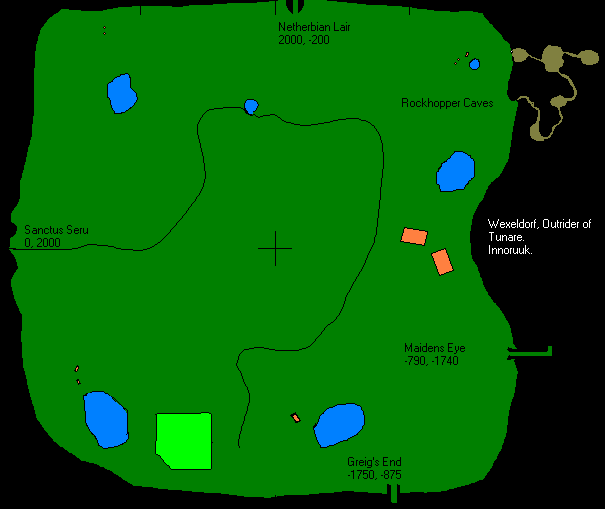 Netherbian Lair
2000, -200
Rockhopper Caves
Sanctus Seru
0, 2000
Wexeldorf, Outrider of
Tunare.
Innoruuk.
Maidens Eye
-790, -1740
Greig's End
-1750, -875